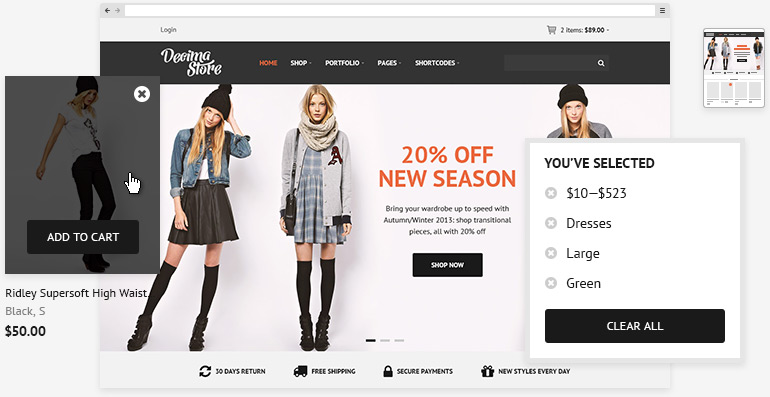 Login
2 items: $89.00
Decima
Store
HOME SHOP PORTFOLIO PAGES SHORTCODES
20% OFF
NEW SEASON
Bring your wardrobe up to speed with
Autumn/Winter 2013: shop transitional
pieces, all with 20% off
SHOP NOW
30 DAYS RETURN
FREE SHIPPING
SECURE PAYMENTS
NEW STYLES EVERY DAY
ADD TO CART
Ridley Supersoft High Waist.
Black, S
$50.00
YOU'VE SELECTED
$10—$523
Dresses
Large
Green
CLEAR ALL